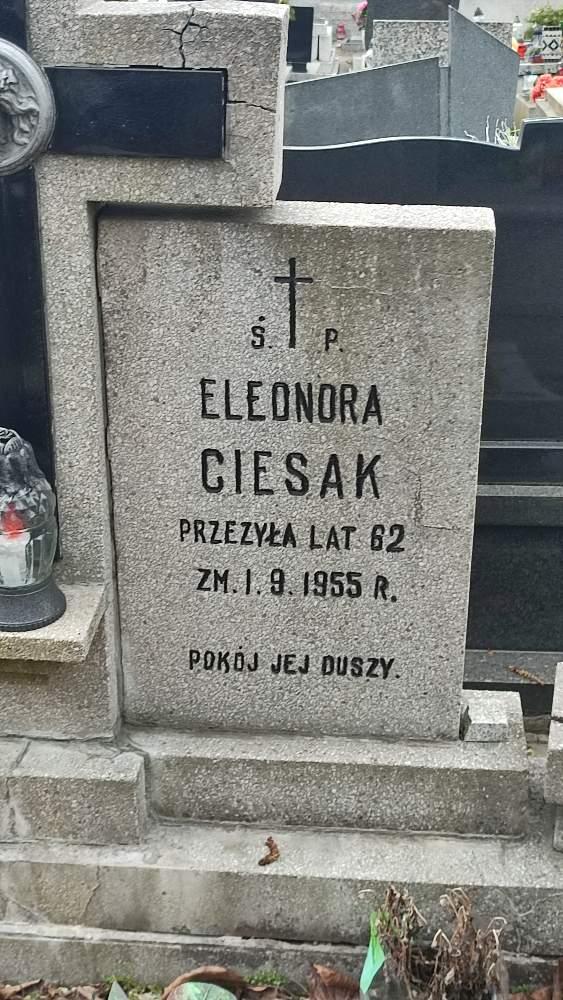 Ś. P.
ELEONORA
CIESAK
PRZEZYŁA LAT 62
ZM. 1.9.1955 R.
POKÓJ JEJ DUSZY.